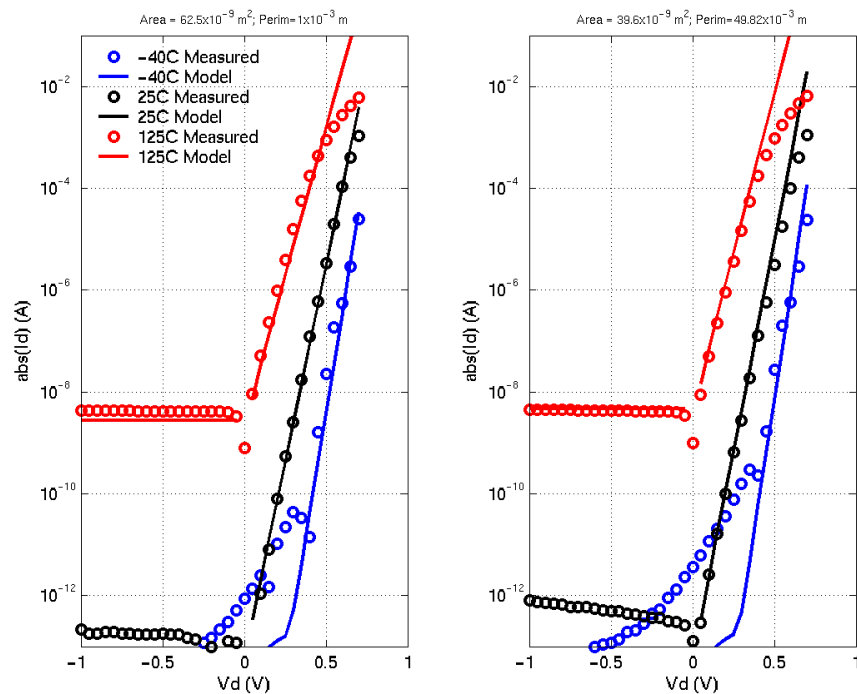 Area = 62.5x10⁻⁹ m²; Perim=1x10⁻³ m
−40C Measured
−40C Model
25C Measured
25C Model
125C Measured
125C Model
10⁻²
10⁻⁴
10⁻⁶
10⁻⁸
10⁻¹⁰
10⁻¹²
abs(Id) (A)
−1
−0.5
0
0.5
1
Vd (V)
Area = 39.6x10⁻⁹ m²; Perim=49.82x10⁻³ m
10⁻²
10⁻⁴
10⁻⁶
10⁻⁸
10⁻¹⁰
10⁻¹²
abs(Id) (A)
−1
−0.5
0
0.5
1
Vd (V)